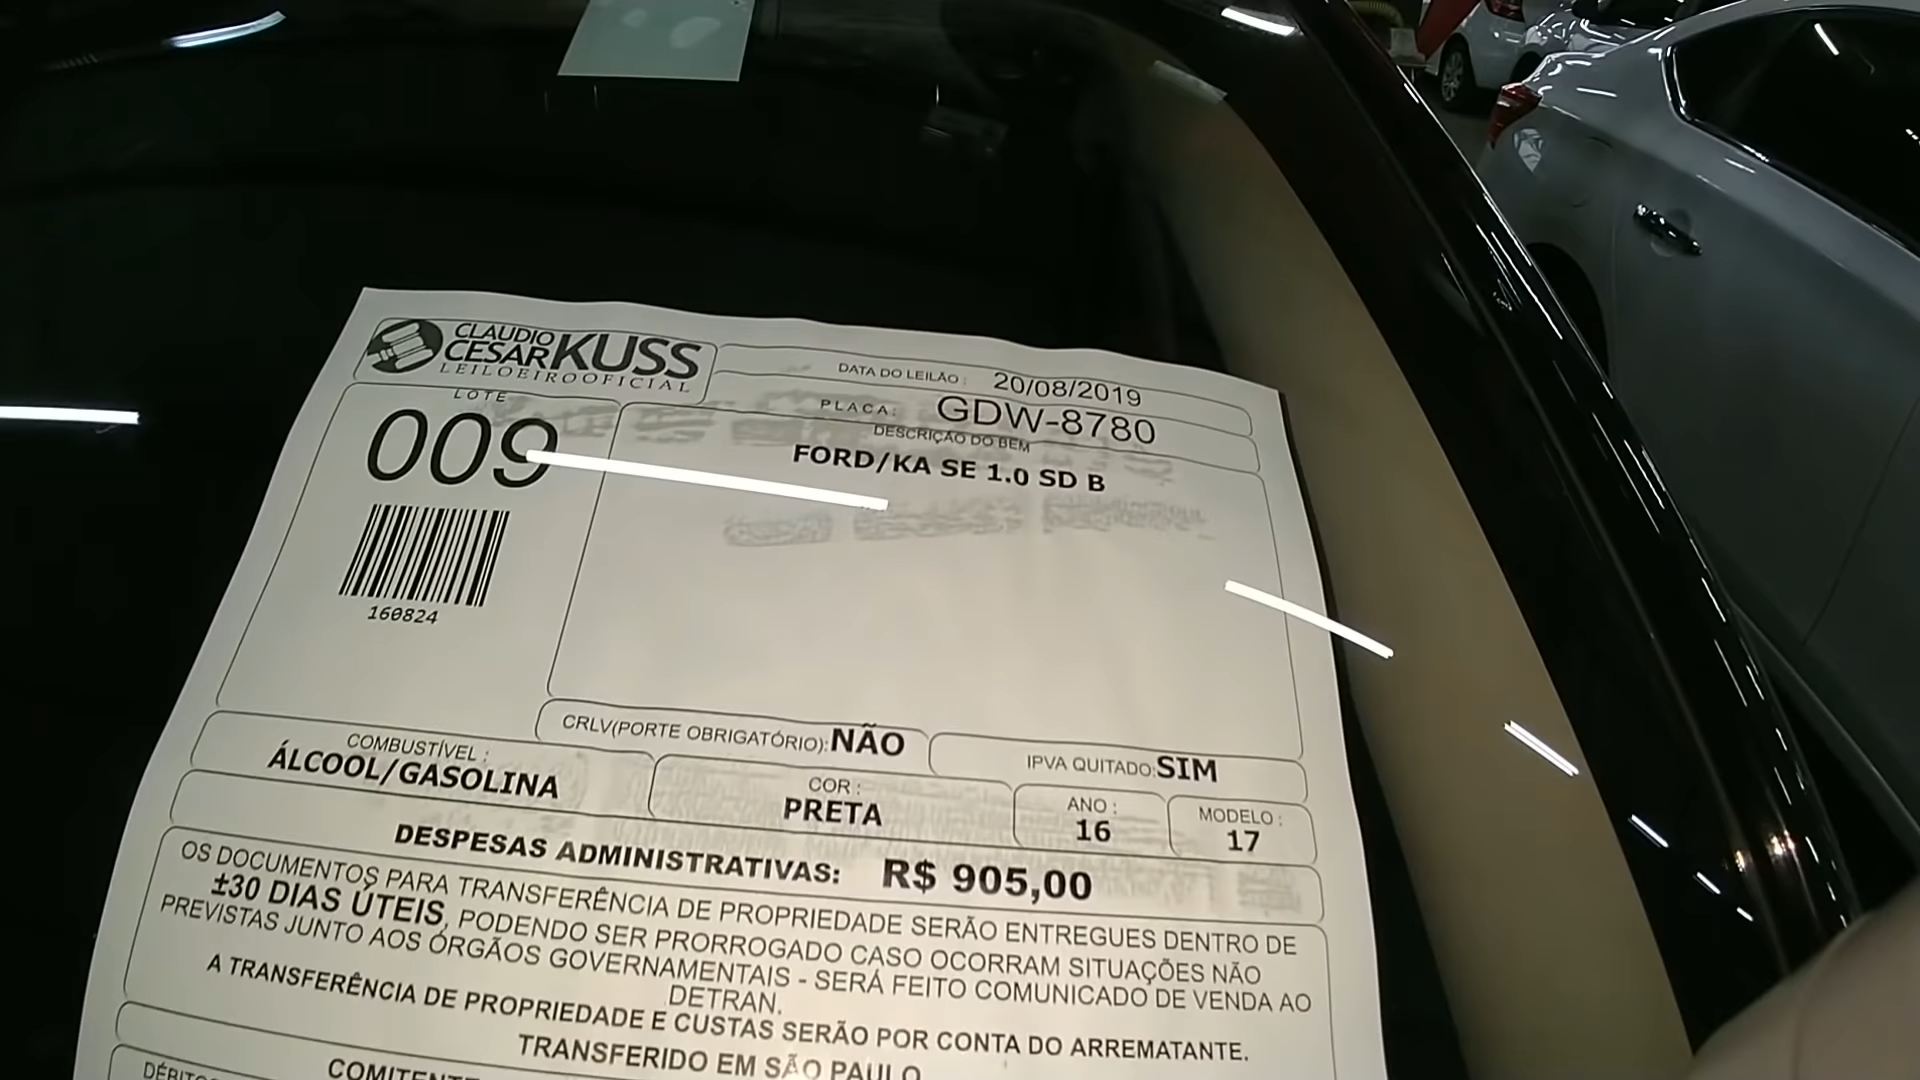 CLAUDIO
CESAR KUSS
LEILOEIRO OFICIAL
DATA DO LEILÃO : 20/08/2019
PLACA: GDW-8780
LOTE
009
160824
DESCRIÇÃO DO BEM
FORD/KA SE 1.0 SD B
CRLV(PORTE OBRIGATÓRIO): NÃO
IPVA QUITADO: SIM
COMBUSTÍVEL :
ÁLCOOL/GASOLINA
COR :
PRETA
ANO :
16
MODELO :
17
DESPESAS ADMINISTRATIVAS: R$ 905,00
OS DOCUMENTOS PARA TRANSFERÊNCIA DE PROPRIEDADE SERÃO ENTREGUES DENTRO DE
±30 DIAS ÚTEIS, PODENDO SER PRORROGADO CASO OCORRAM SITUAÇÕES NÃO
PREVISTAS JUNTO AOS ÓRGÃOS GOVERNAMENTAIS - SERÁ FEITO COMUNICADO DE VENDA AO
DETRAN.
A TRANSFERÊNCIA DE PROPRIEDADE E CUSTAS SERÃO POR CONTA DO ARREMATANTE.
TRANSFERIDO EM SÃO PAULO